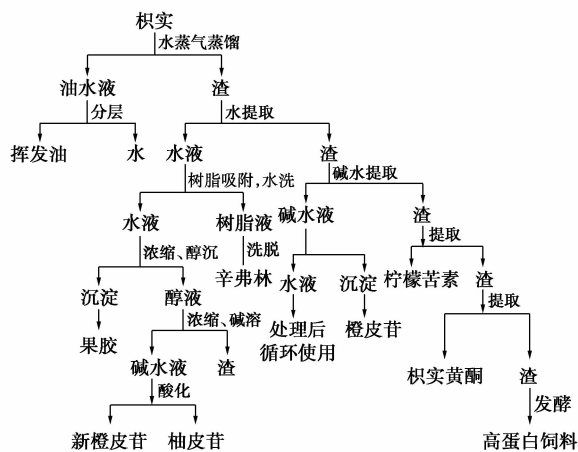 枳实
水蒸气蒸馏
油水液
渣
分层
水提取
挥发油
水
水液
渣
树脂吸附,水洗
碱水提取
水液
树脂液
碱水液
渣
浓缩、醇沉
洗脱
提取
沉淀
醇液
辛弗林
水液
沉淀
柠檬苦素
渣
浓缩、碱溶
提取
果胶
处理后
循环使用
橙皮苷
碱水液
渣
枳实黄酮
渣
酸化
发酵
新橙皮苷
柚皮苷
高蛋白饲料